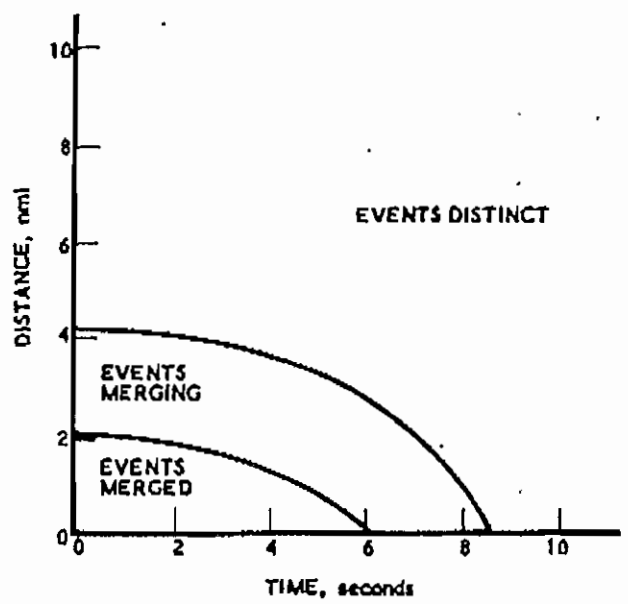 10
8
6
4
2
0
DISTANCE, nmi
EVENTS DISTINCT
EVENTS
MERGING
EVENTS
MERGED
0 2 4 6 8 10
TIME, seconds